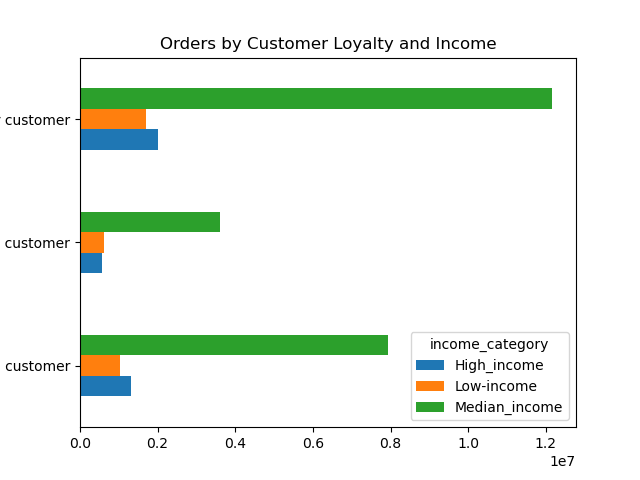 Orders by Customer Loyalty and Income
customer
customer
customer
income_category
High_income
Low-income
Median_income
0.0 0.2 0.4 0.6 0.8 1.0 1.2
1e7